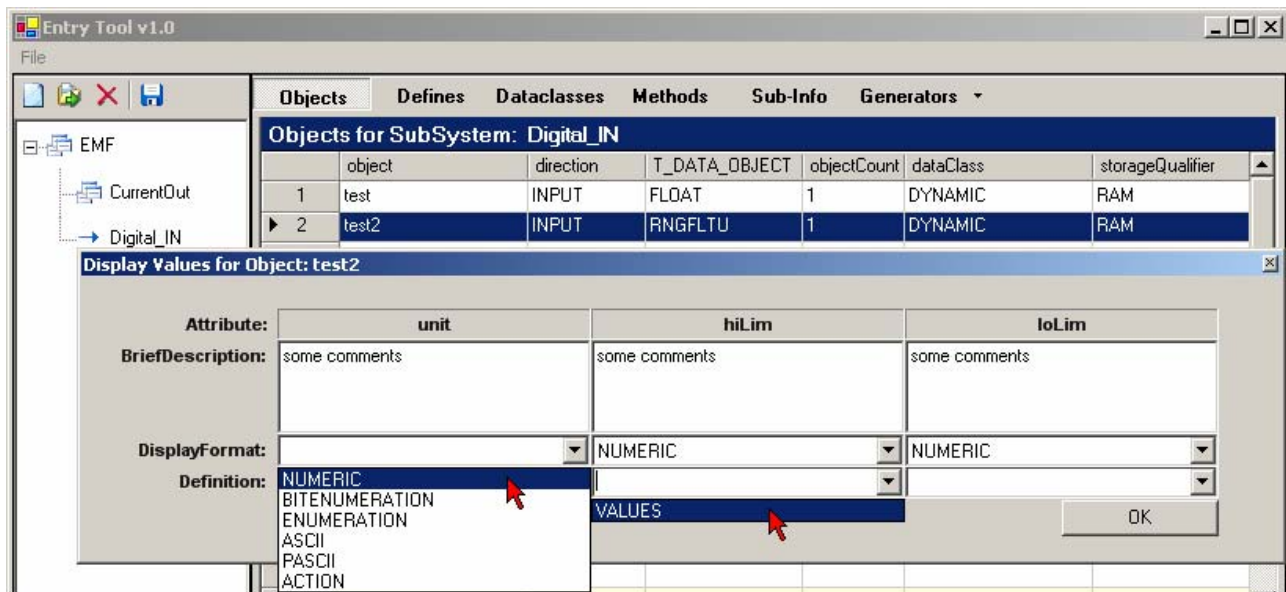 Entry Tool v1.0
File
Objects Defines Dataclasses Methods Sub-Info Generators
EMF
CurrentOut
Digital_IN
Objects for SubSystem: Digital_IN
object direction T_DATA_OBJECT objectCount dataClass storageQualifier
1 test INPUT FLOAT 1 DYNAMIC RAM
2 test2 INPUT RNGFLTU 1 DYNAMIC RAM
Display Values for Object: test2
Attribute: unit hiLim loLim
BriefDescription: some comments some comments some comments
DisplayFormat: NUMERIC NUMERIC
Definition:
NUMERIC
BITENUMERATION
ENUMERATION
ASCII
PASCII
ACTION
VALUES
OK